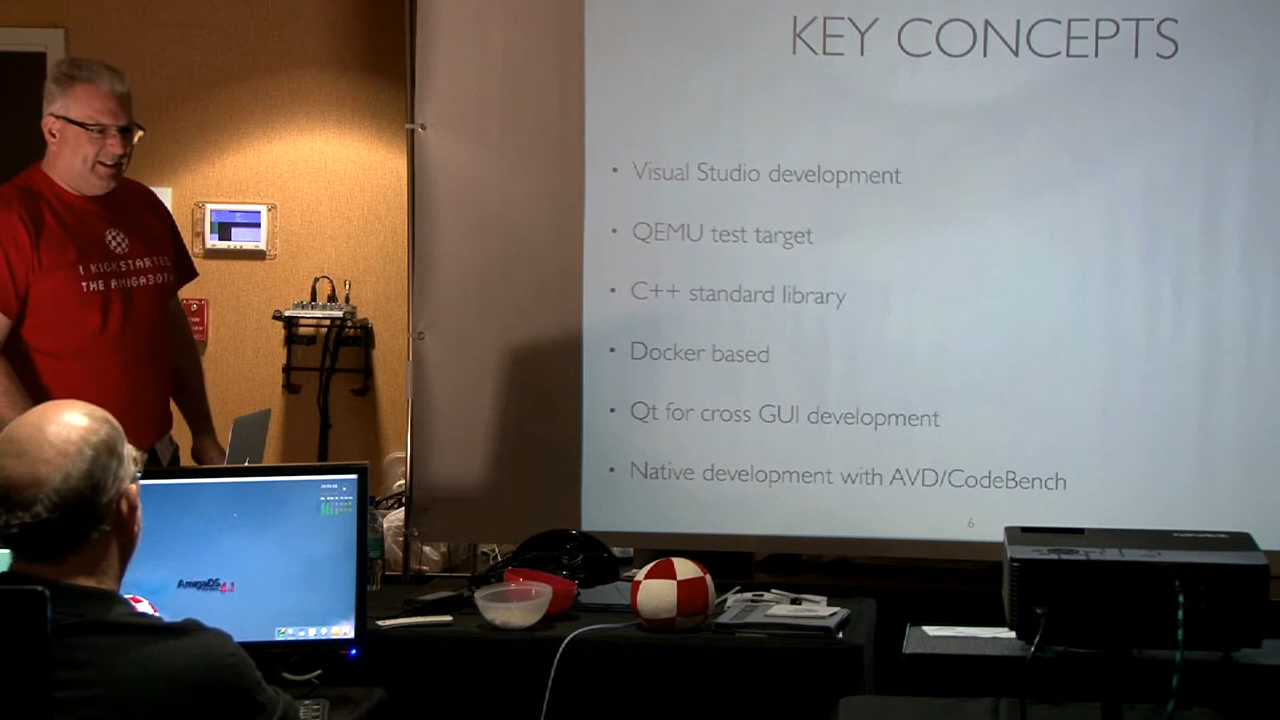 KEY CONCEPTS
• Visual Studio development
• QEMU test target
• C++ standard library
• Docker based
• Qt for cross GUI development
• Native development with AVD/CodeBench
6
I KICKSTARTED
THE AMIGA30TH
AmigaOS 4.1